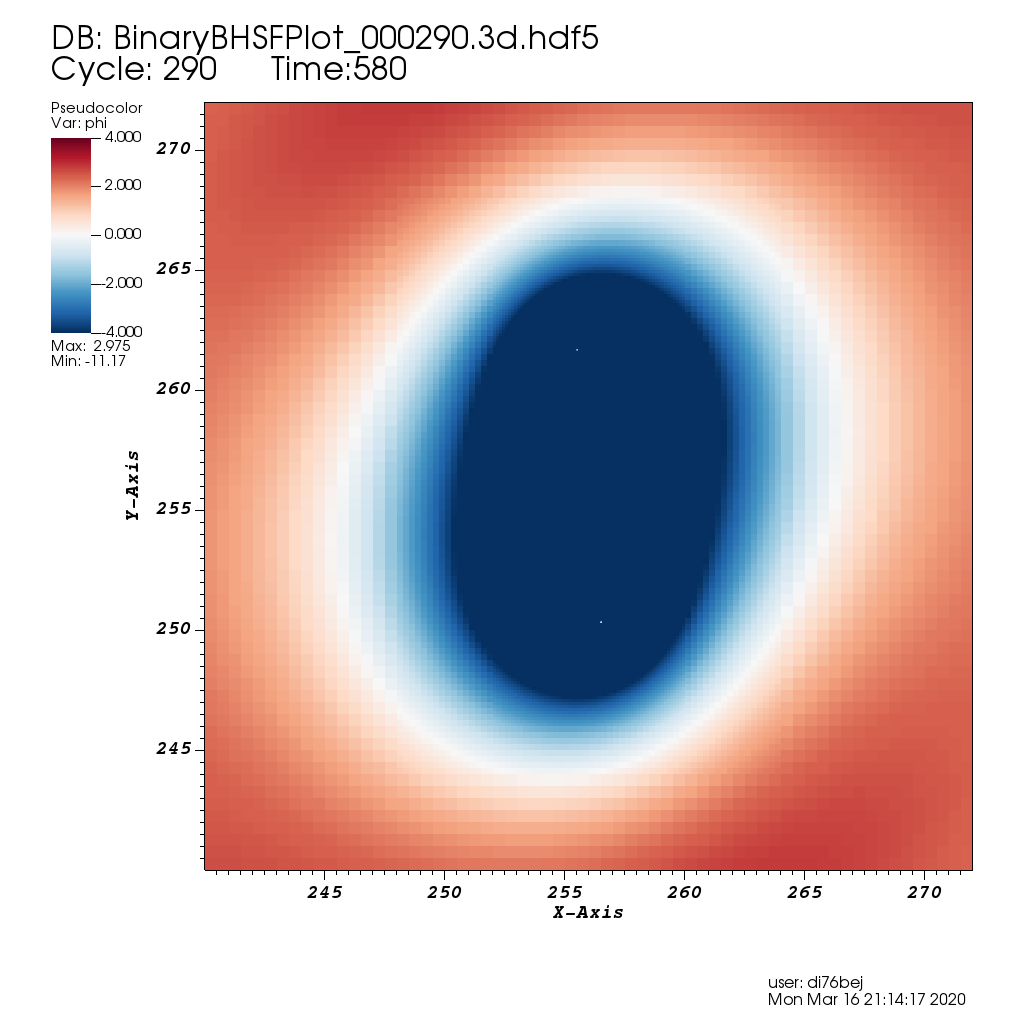 DB: BinaryBHSFPlot_000290.3d.hdf5
Cycle: 290 Time:580
Pseudocolor
Var: phi
4.000
2.000
0.000
-2.000
-4.000
Max: 2.975
Min: -11.17
270
265
260
255
250
245
Y-Axis
245 250 255 260 265 270
X-Axis
user: di76bej
Mon Mar 16 21:14:17 2020